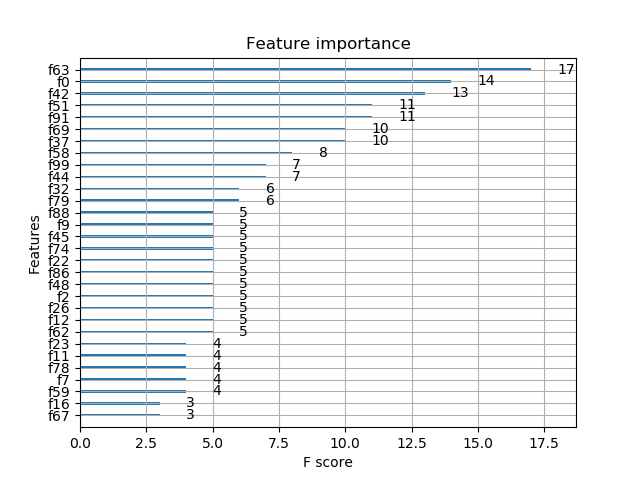 Feature importance
f63 17
f0 14
f42 13
f51 11
f91 11
f69 10
f37 10
f58 8
f99 7
f44 7
f32 6
f79 6
f88 5
f9 5
f45 5
f74 5
f22 5
f86 5
f48 5
f2 5
f26 5
f12 5
f62 5
f23 4
f11 4
f78 4
f7 4
f59 4
f16 3
f67 3
Features
0.0 2.5 5.0 7.5 10.0 12.5 15.0 17.5
F score